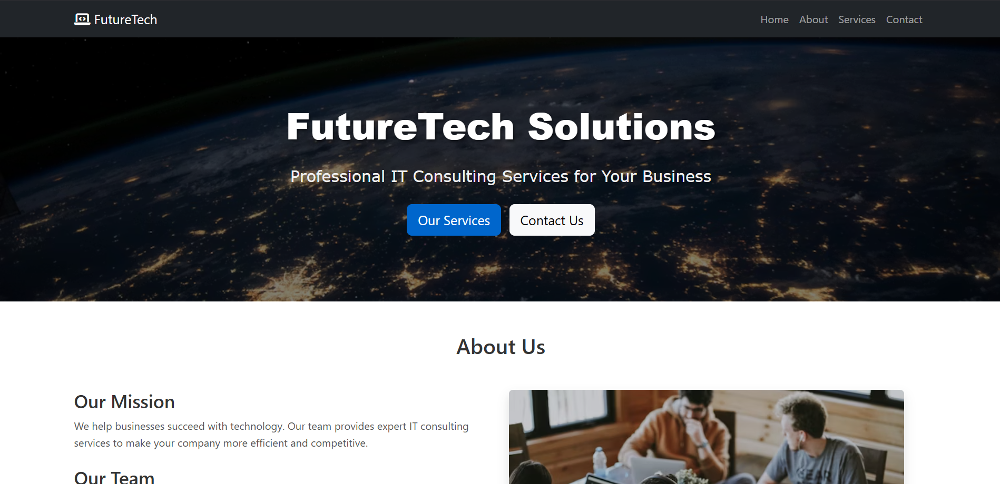 FutureTech
Home About Services Contact
FutureTech Solutions
Professional IT Consulting Services for Your Business
Our Services Contact Us
About Us
Our Mission
We help businesses succeed with technology. Our team provides expert IT consulting
services to make your company more efficient and competitive.
Our Team
GEAR